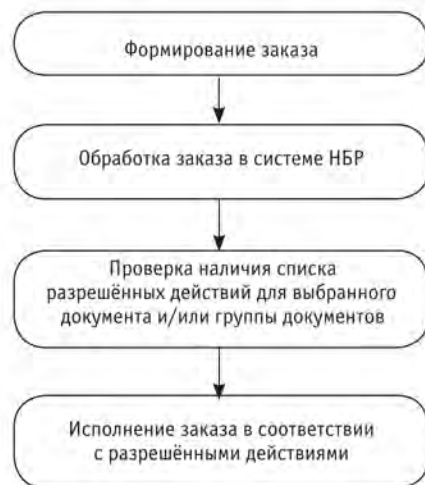 Формирование заказа
Обработка заказа в системе НБР
Проверка наличия списка
разрешённых действий для выбранного
документа и/или группы документов
Исполнение заказа в соответствии
с разрешёнными действиями